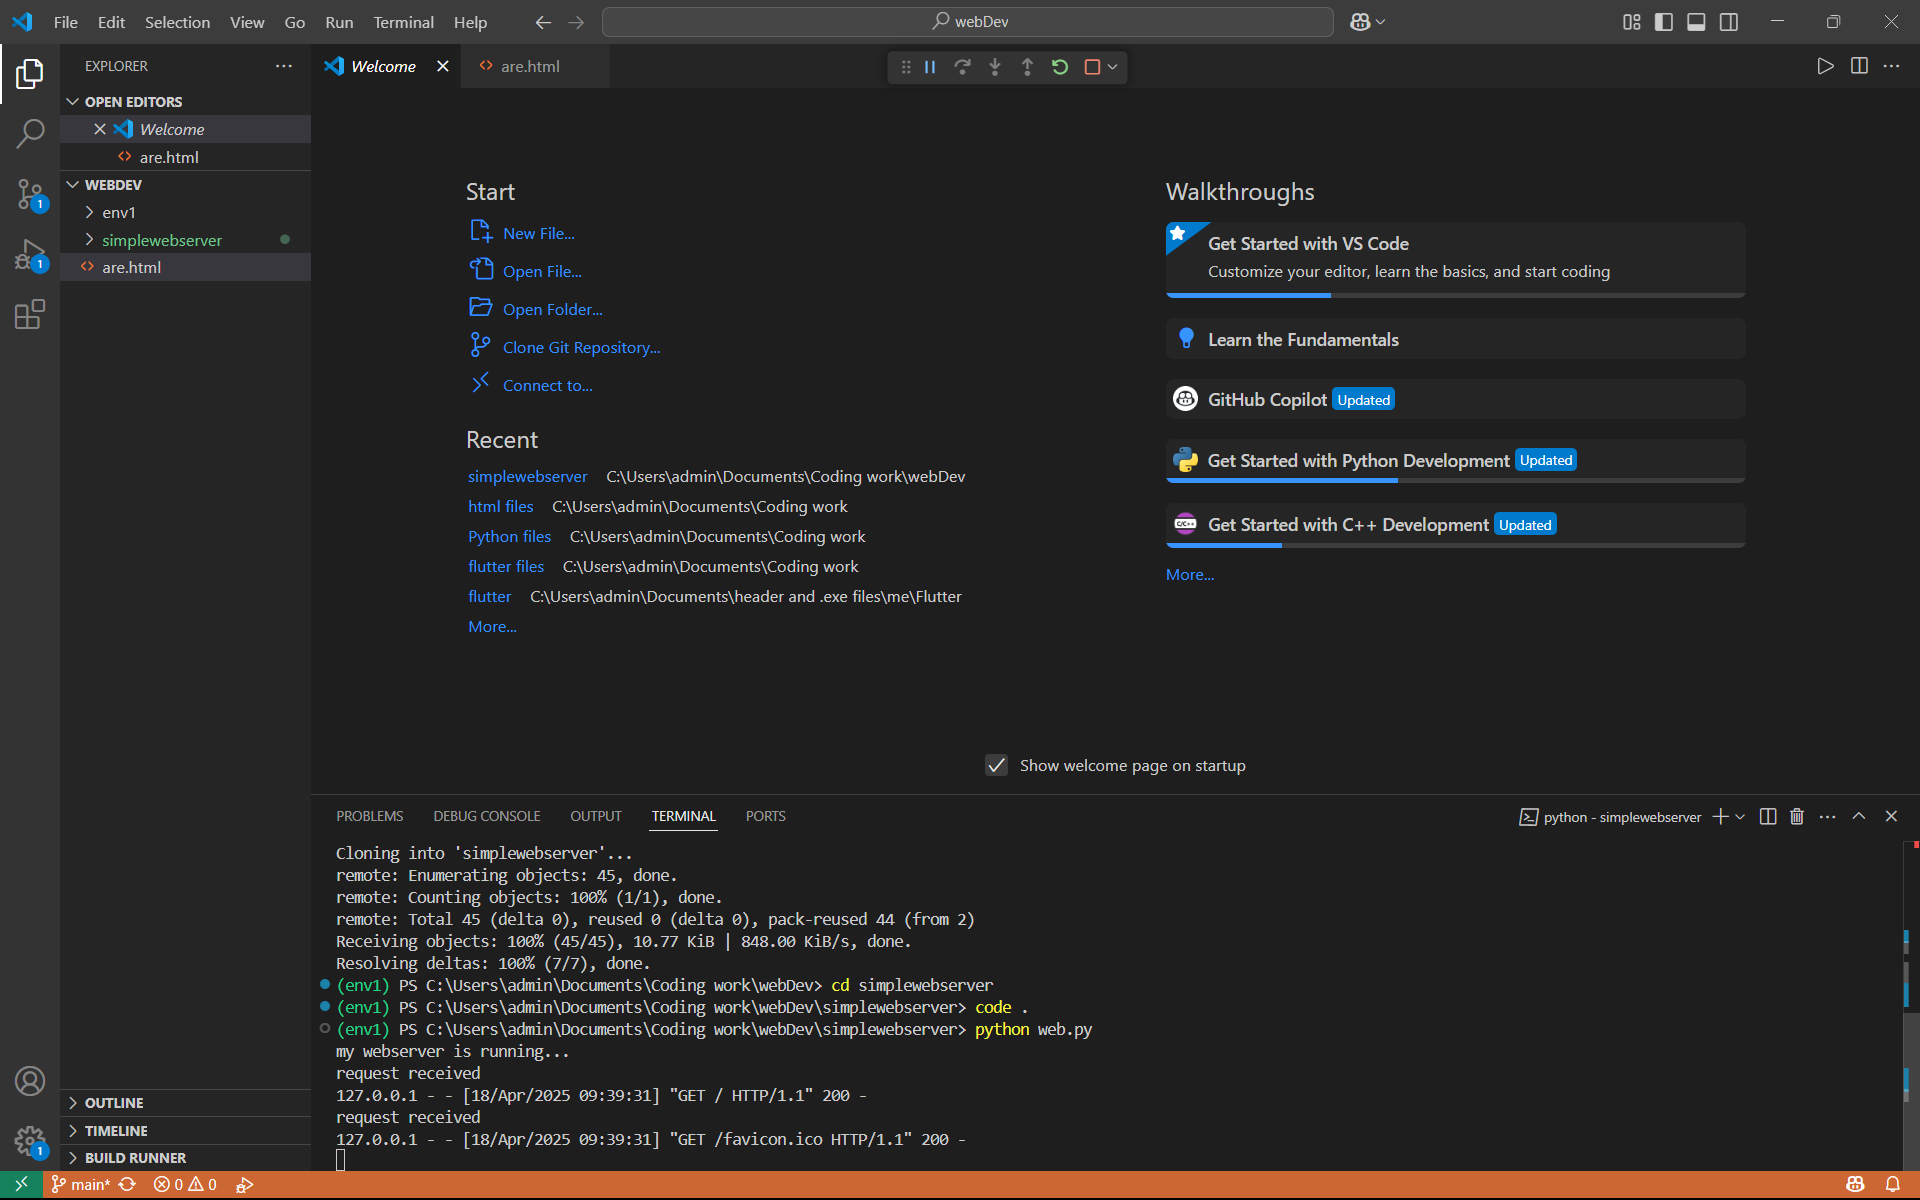 File Edit Selection View Go Run Terminal Help webDev
EXPLORER
Welcome
are.html
OPEN EDITORS
Welcome
are.html
WEBDEV
env1
simplewebserver
are.html
1
1
Start
New File...
Open File...
Open Folder...
Clone Git Repository...
Connect to...
Recent
simplewebserver C:\Users\admin\Documents\Coding work\webDev
html files C:\Users\admin\Documents\Coding work
Python files C:\Users\admin\Documents\Coding work
flutter files C:\Users\admin\Documents\Coding work
flutter C:\Users\admin\Documents\header and .exe files\me\Flutter
More...
Walkthroughs
Get Started with VS Code
Customize your editor, learn the basics, and start coding
Learn the Fundamentals
GitHub Copilot Updated
Get Started with Python Development Updated
C/C++ Get Started with C++ Development Updated
More...
Show welcome page on startup
PROBLEMS DEBUG CONSOLE OUTPUT TERMINAL PORTS python - simplewebserver
Cloning into 'simplewebserver'...
remote: Enumerating objects: 45, done.
remote: Counting objects: 100% (1/1), done.
remote: Total 45 (delta 0), reused 0 (delta 0), pack-reused 44 (from 2)
Receiving objects: 100% (45/45), 10.77 KiB | 848.00 KiB/s, done.
Resolving deltas: 100% (7/7), done.
(env1) PS C:\Users\admin\Documents\Coding work\webDev> cd simplewebserver
(env1) PS C:\Users\admin\Documents\Coding work\webDev\simplewebserver> code .
(env1) PS C:\Users\admin\Documents\Coding work\webDev\simplewebserver> python web.py
my webserver is running...
request received
127.0.0.1 - - [18/Apr/2025 09:39:31] "GET / HTTP/1.1" 200 -
request received
127.0.0.1 - - [18/Apr/2025 09:39:31] "GET /favicon.ico HTTP/1.1" 200 -
OUTLINE
TIMELINE
BUILD RUNNER
1
main* 0 0